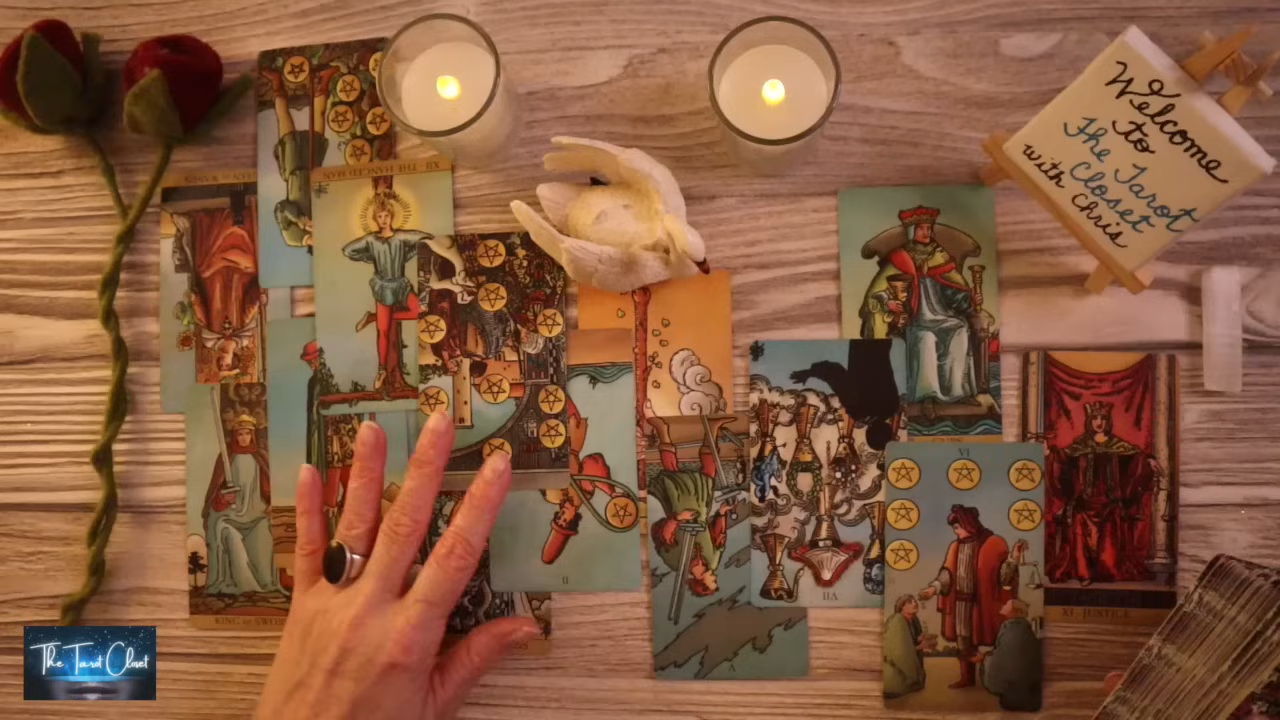 Welcome
to
The Tarot
Closet
with Chris
XII THE HANGED MAN
VI
XI JUSTICE
KING OF SWORDS
II
V
VII
The Tarot Closet